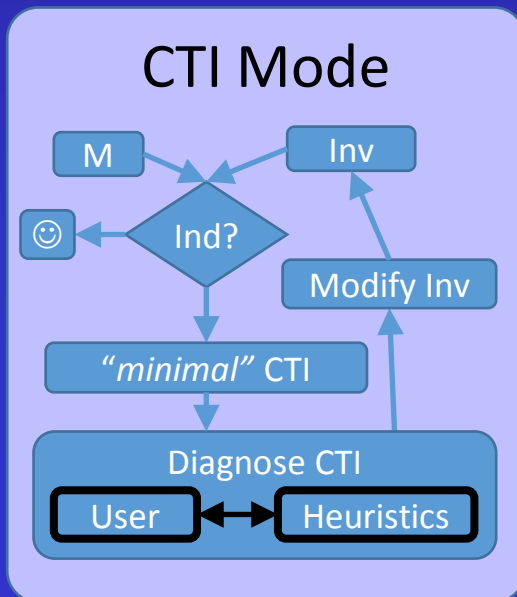 CTI Mode
M
Inv
☺
Ind?
Modify Inv
“minimal” CTI
Diagnose CTI
User
Heuristics